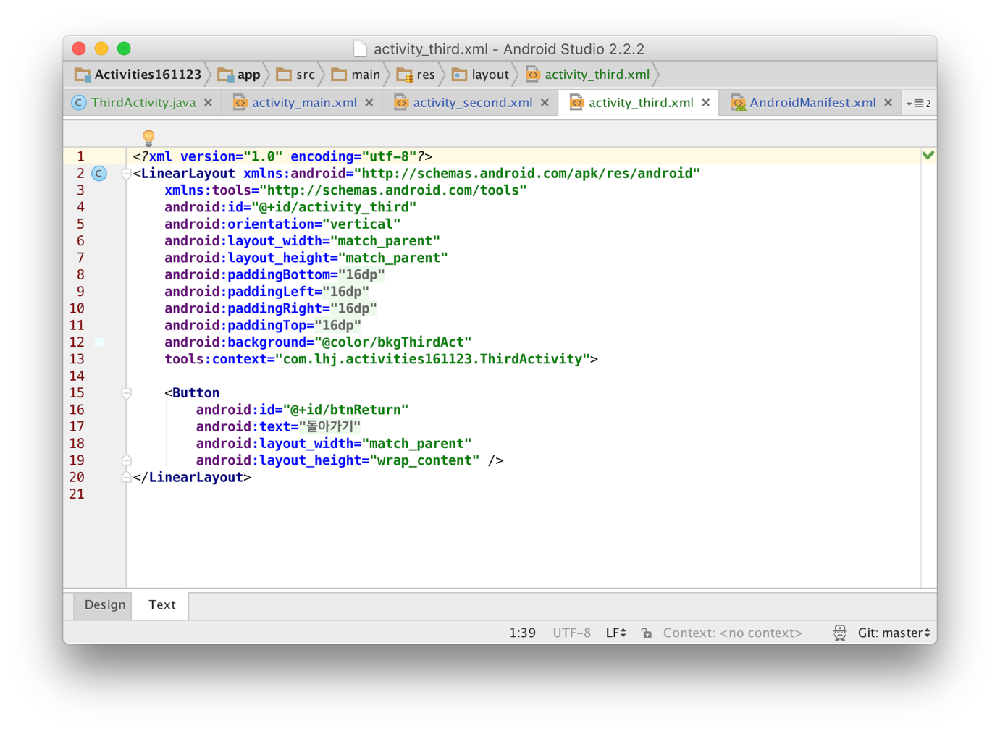 activity_third.xml - Android Studio 2.2.2
Activities161123 app src main res layout activity_third.xml
ThirdActivity.java activity_main.xml activity_second.xml activity_third.xml AndroidManifest.xml 2
1 <?xml version="1.0" encoding="utf-8"?>
2 C <LinearLayout xmlns:android="http://schemas.android.com/apk/res/android"
3 xmlns:tools="http://schemas.android.com/tools"
4 android:id="@+id/activity_third"
5 android:orientation="vertical"
6 android:layout_width="match_parent"
7 android:layout_height="match_parent"
8 android:paddingBottom="16dp"
9 android:paddingLeft="16dp"
10 android:paddingRight="16dp"
11 android:paddingTop="16dp"
12 android:background="@color/bkgThirdAct"
13 tools:context="com.lhj.activities161123.ThirdActivity">
14
15 <Button
16 android:id="@+id/btnReturn"
17 android:text="돌아가기"
18 android:layout_width="match_parent"
19 android:layout_height="wrap_content" />
20 </LinearLayout>
21
Design Text
1:39 UTF-8 LF Context: <no context> Git: master